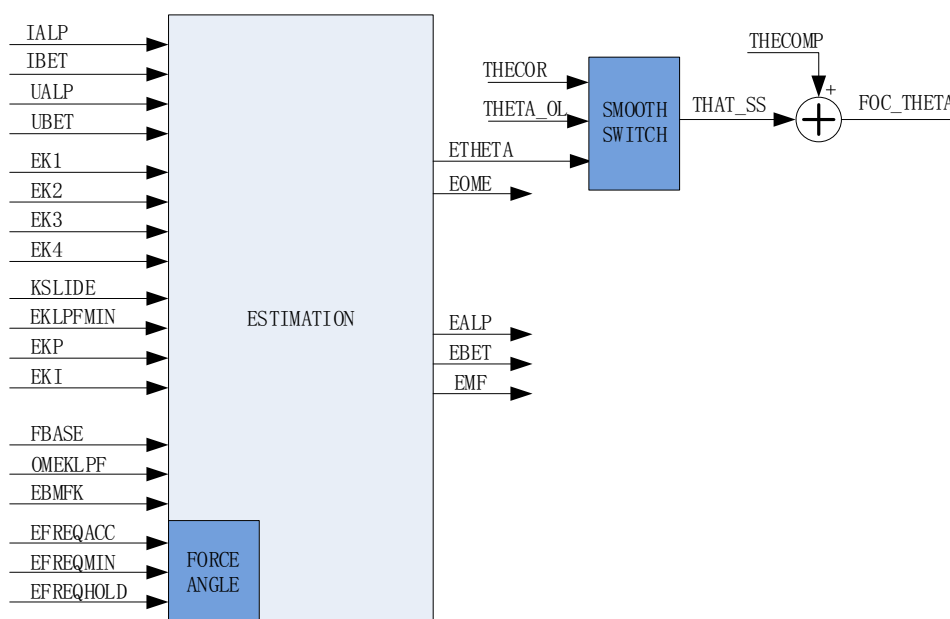 IALP
IBET
UALP
UBET
EK1
EK2
EK3
EK4
KSLIDE
EKLPFMIN
EKP
EKI
FBASE
OMEKLPF
EBMFK
EFREQACC
EFREQMIN
EFREQHOLD
FORCE
ANGLE
ESTIMATION
ETHETA
EOME
EALP
EBET
EMF
THECOR
THETA_OL
SMOOTH
SWITCH
THAT_SS
THECOMP
+
FOC_THETA